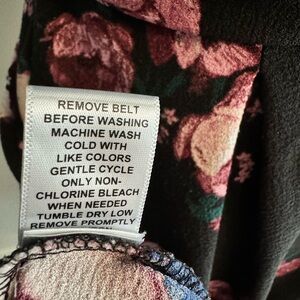 REMOVE BELT
BEFORE WASHING
MACHINE WASH
COLD WITH
LIKE COLORS
GENTLE CYCLE
ONLY NON-
CHLORINE BLEACH
WHEN NEEDED
TUMBLE DRY LOW
REMOVE PROMPTLY